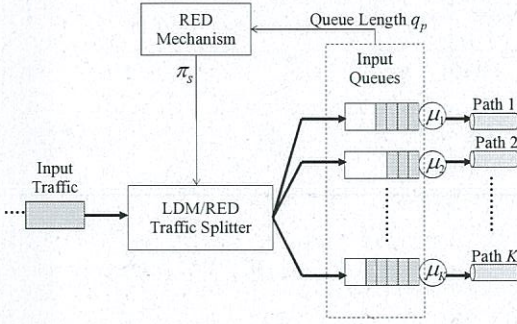 RED
Mechanism
Queue Length q_p
π_s
Input
Queues
μ_1
Path 1
μ_2
Path 2
Input
Traffic
LDM/RED
Traffic Splitter
μ_K
Path K